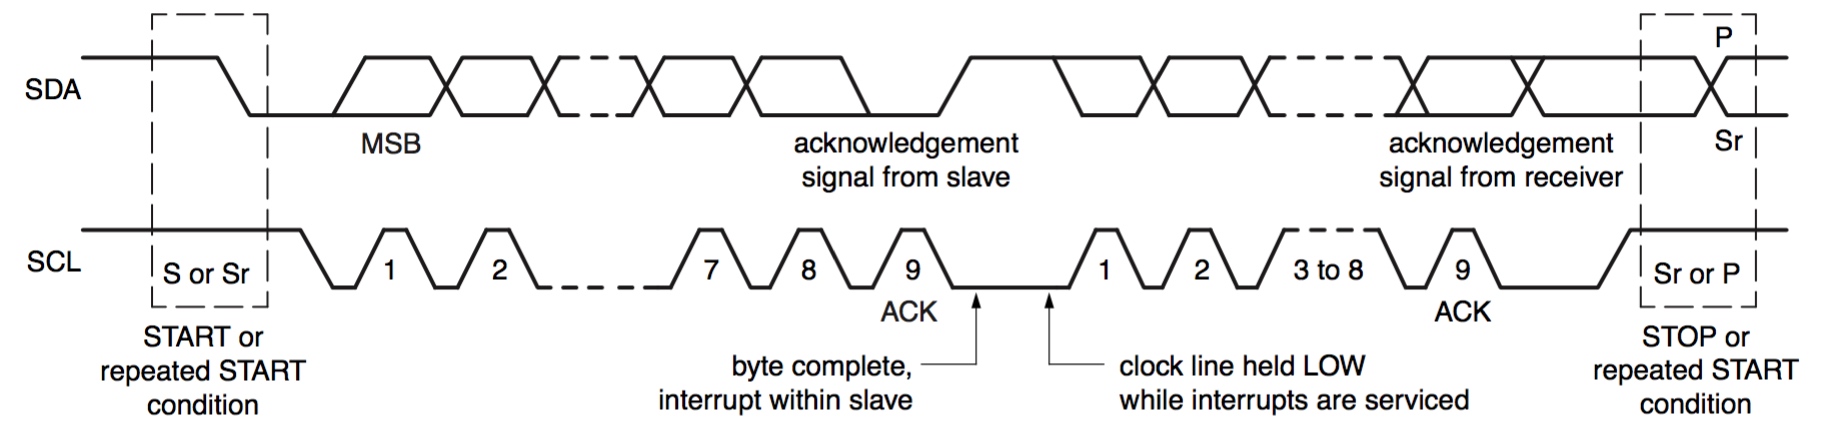 P
SDA
MSB
acknowledgement
signal from slave
acknowledgement
signal from receiver
Sr
SCL
S or Sr
1
2
7
8
9
1
2
3 to 8
9
Sr or P
ACK
ACK
START or
repeated START
condition
byte complete,
interrupt within slave
clock line held LOW
while interrupts are serviced
STOP or
repeated START
condition